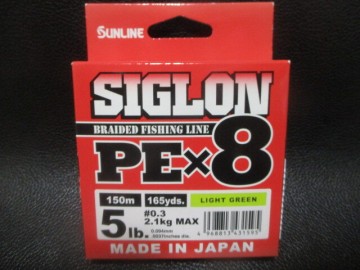 SUNLINE
SIGLON
BRAIDED FISHING LINE
PE×8
150m 165yds. LIGHT GREEN
5lb. #0.3
2.1kg MAX
MADE IN JAPAN